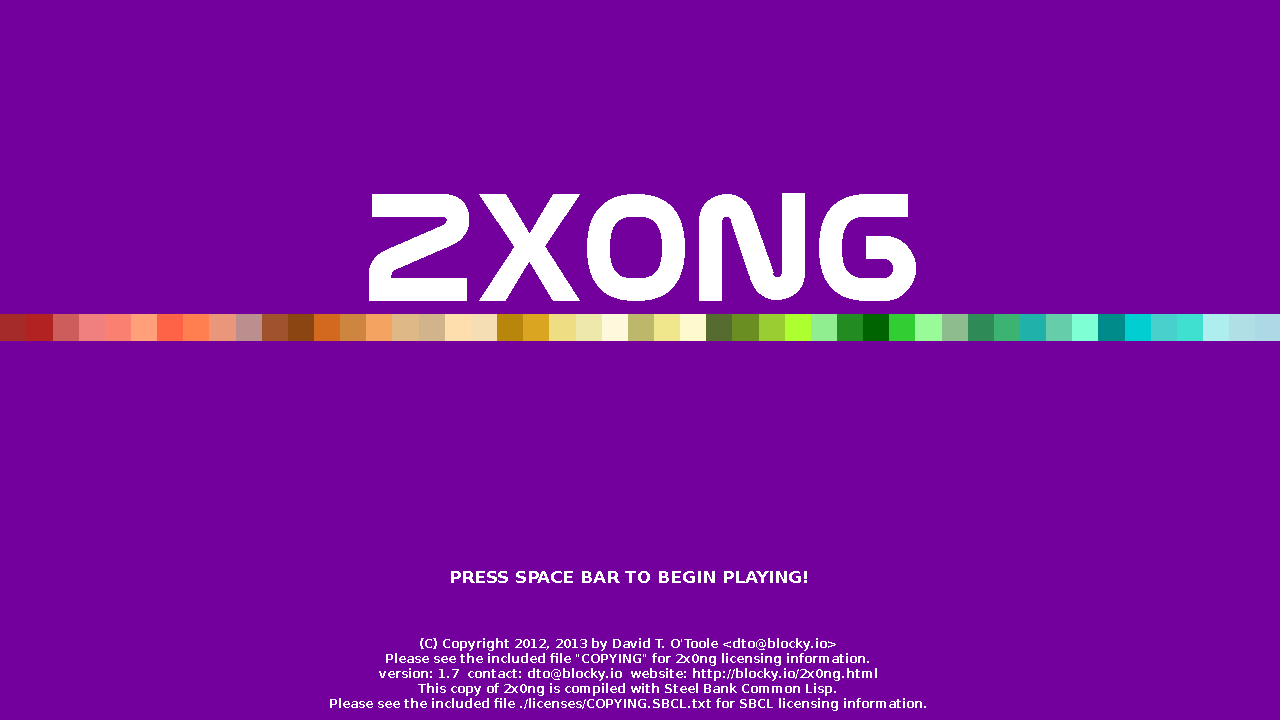 2XONG
PRESS SPACE BAR TO BEGIN PLAYING!
(C) Copyright 2012, 2013 by David T. O'Toole <dto@blocky.io>
Please see the included file "COPYING" for 2x0ng licensing information.
version: 1.7  contact: dto@blocky.io  website: http://blocky.io/2x0ng.html
This copy of 2x0ng is compiled with Steel Bank Common Lisp.
Please see the included file ./licenses/COPYING.SBCL.txt for SBCL licensing information.